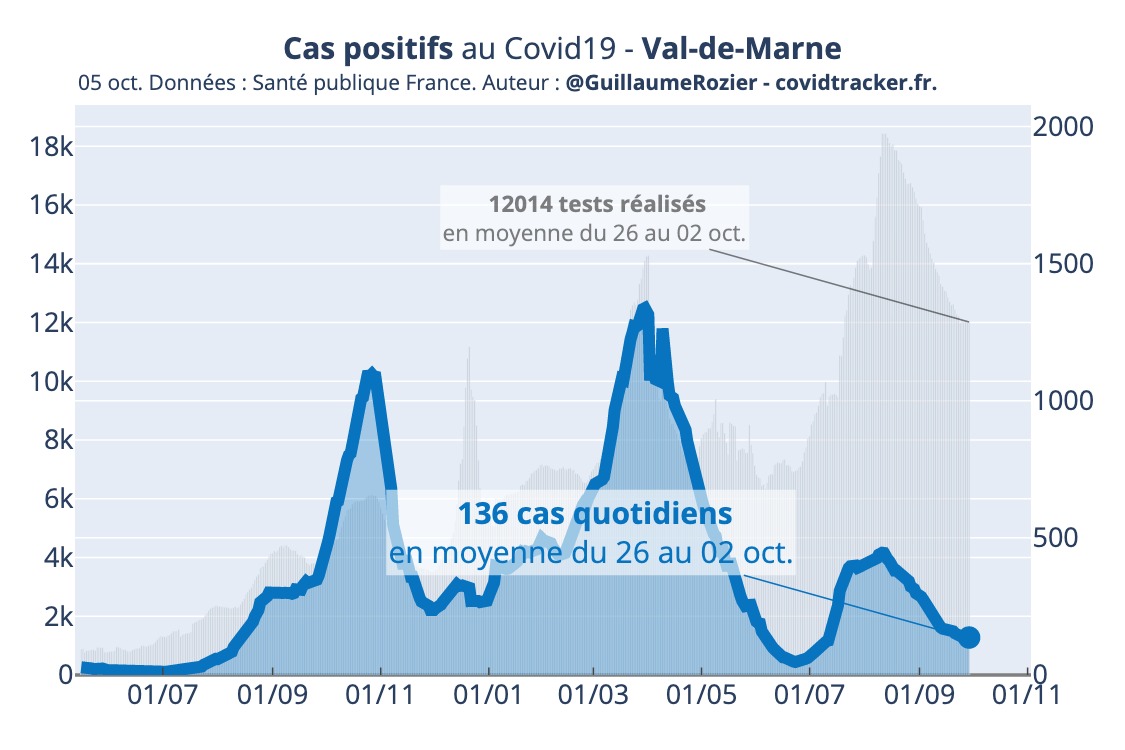 Cas positifs au Covid19 - Val-de-Marne
05 oct. Données : Santé publique France. Auteur : @GuillaumeRozier - covidtracker.fr.
18k
16k
14k
12k
10k
8k
6k
4k
2k
0
2000
1500
1000
500
0
12014 tests réalisés
en moyenne du 26 au 02 oct.
136 cas quotidiens
en moyenne du 26 au 02 oct.
01/07 01/09 01/11 01/01 01/03 01/05 01/07 01/09 01/11